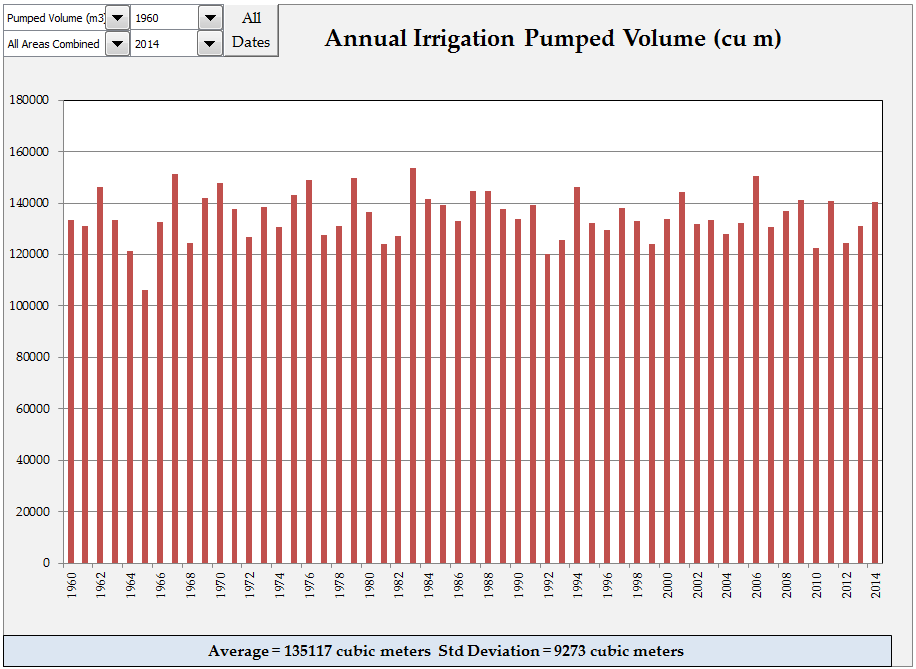 Pumped Volume (m3)
1960
All
Dates
All Areas Combined
2014
Annual Irrigation Pumped Volume (cu m)
180000
160000
140000
120000
100000
80000
60000
40000
20000
0
1960 1962 1964 1966 1968 1970 1972 1974 1976 1978 1980 1982 1984 1986 1988 1990 1992 1994 1996 1998 2000 2002 2004 2006 2008 2010 2012 2014
Average = 135117 cubic meters Std Deviation = 9273 cubic meters